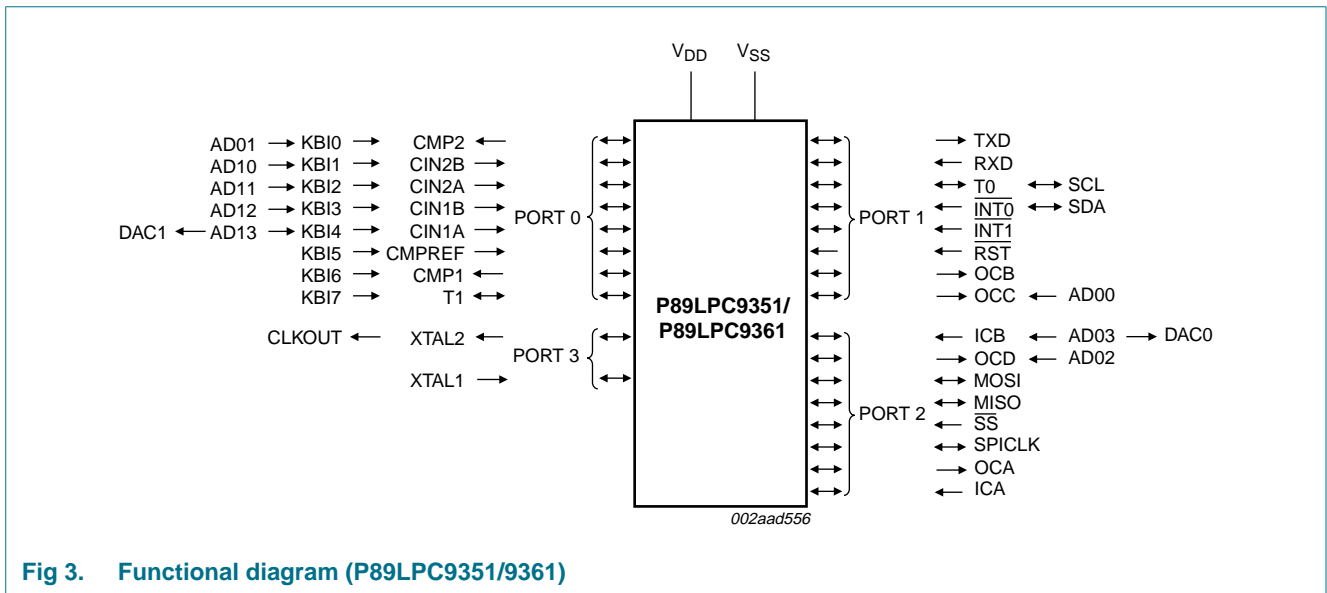 VDD VSS
AD01 KBI0 CMP2 TXD
AD10 KBI1 CIN2B RXD
AD11 KBI2 CIN2A T0 SCL
AD12 KBI3 CIN1B PORT 0 PORT 1 INT0 SDA
DAC1 AD13 KBI4 CIN1A INT1
KBI5 CMPREF RST
KBI6 CMP1 OCB
KBI7 T1 OCC AD00
P89LPC9351/
P89LPC9361
CLKOUT XTAL2 PORT 3 ICB AD03 DAC0
OCD AD02
XTAL1 MOSI
MISO
PORT 2 SS
SPICLK
OCA
ICA
002aad556
Fig 3. Functional diagram (P89LPC9351/9361)